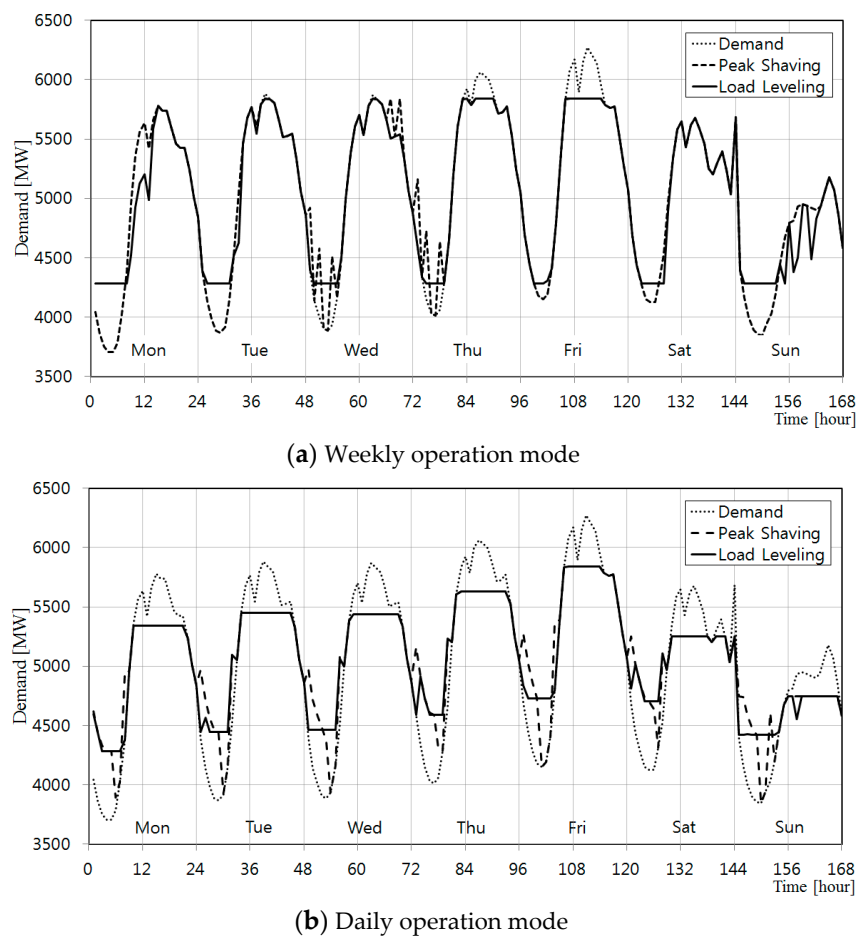 6500
6000
5500
5000
4500
4000
3500
Demand [MW]
Demand
Peak Shaving
Load Leveling
Mon Tue Wed Thu Fri Sat Sun
0 12 24 36 48 60 72 84 96 108 120 132 144 156 168
Time [hour]
(a) Weekly operation mode
6500
6000
5500
5000
4500
4000
3500
Demand [MW]
Demand
Peak Shaving
Load Leveling
Mon Tue Wed Thu Fri Sat Sun
0 12 24 36 48 60 72 84 96 108 120 132 144 156 168
Time [hour]
(b) Daily operation mode